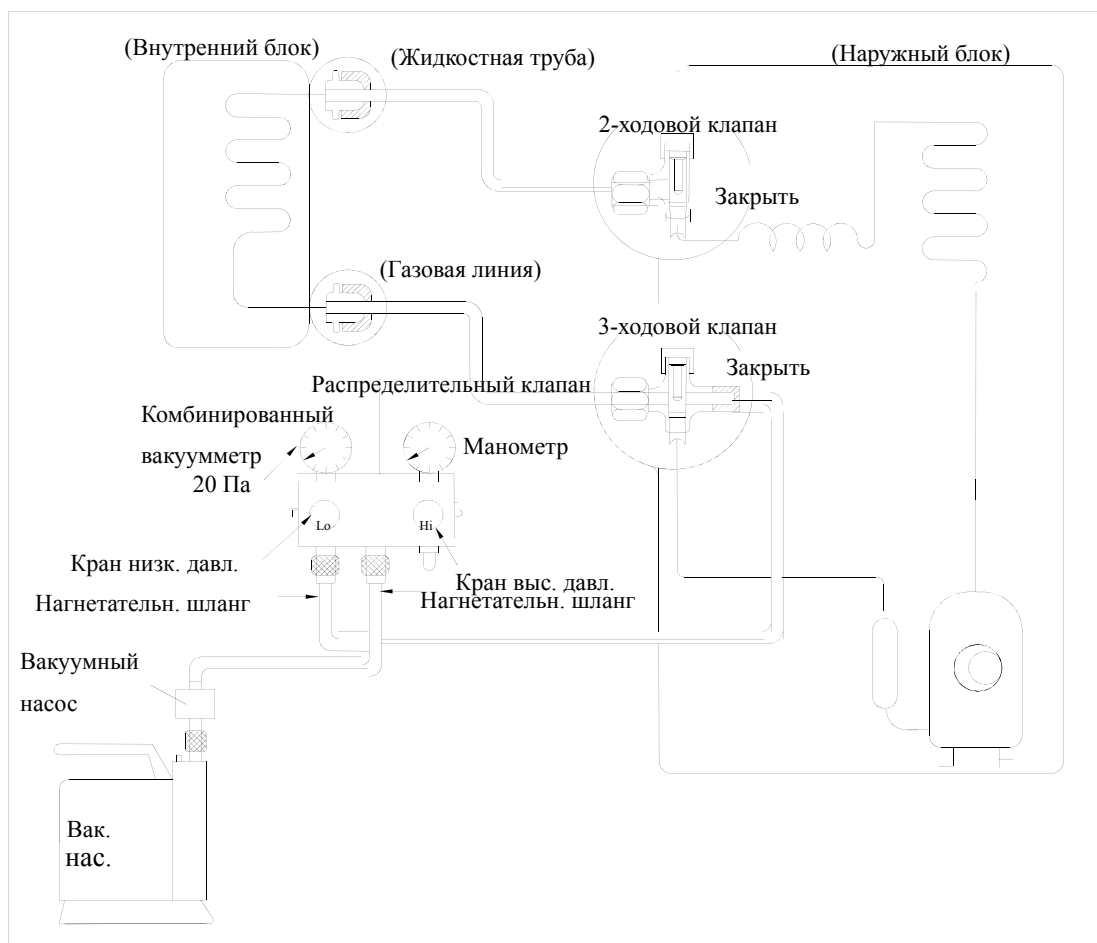 (Внутренний блок)
(Жидкостная труба)
(Наружный блок)
2-ходовой клапан
Закрыть
(Газовая линия)
3-ходовой клапан
Закрыть
Распределительный клапан
Комбинированный
вакуумметр
20 Па
Манометр
Lo
Hi
Кран низк. давл.
Кран выс. давл.
Нагнетательн. шланг
Нагнетательн. шланг
Вакуумный
насос
Вак.
нас.